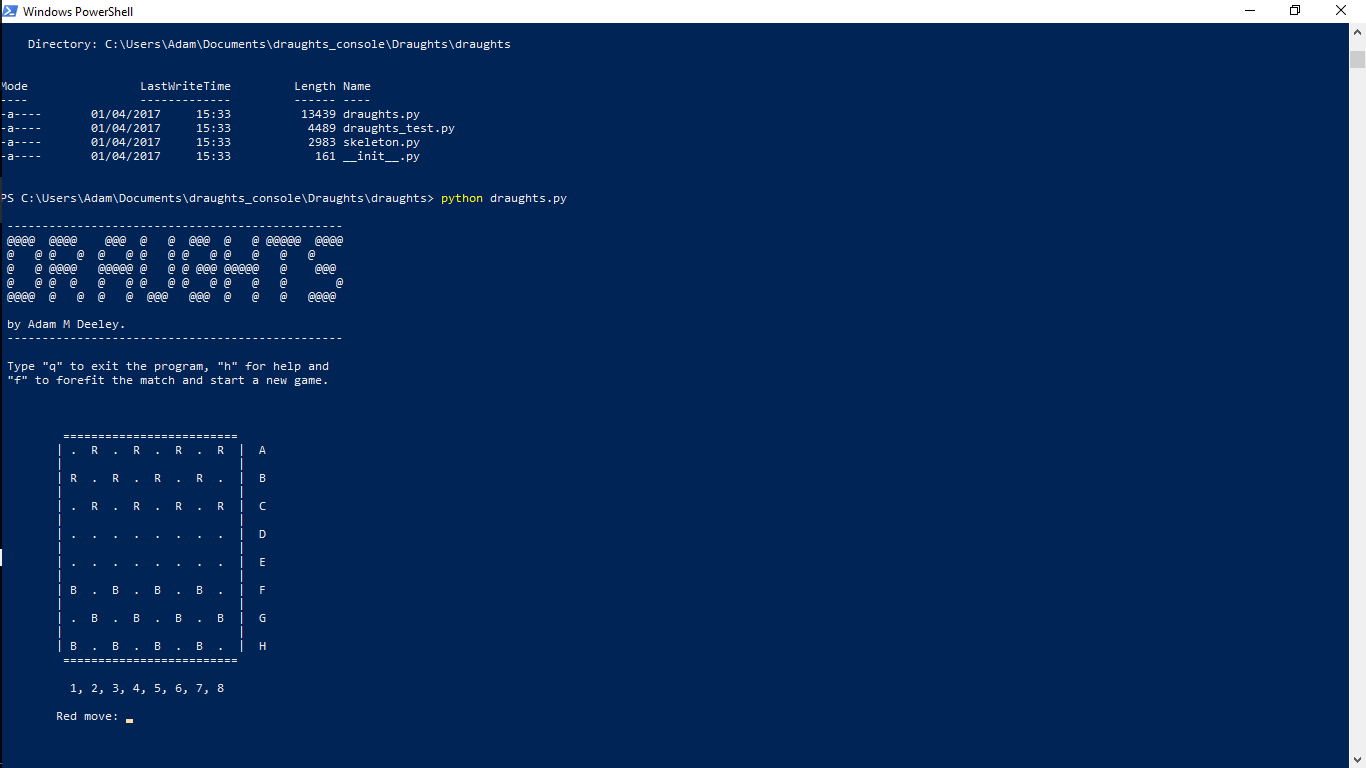 Windows PowerShell
Directory: C:\Users\Adam\Documents\draughts_console\Draughts\draughts
Mode                LastWriteTime         Length Name
----                -------------         ------ ----
-a----       01/04/2017     15:33          13439 draughts.py
-a----       01/04/2017     15:33           4489 draughts_test.py
-a----       01/04/2017     15:33           2983 skeleton.py
-a----       01/04/2017     15:33            161 __init__.py
PS C:\Users\Adam\Documents\draughts_console\Draughts\draughts> python draughts.py
------------------------------------------------
@@@@  @@@@    @@@  @   @  @@@  @   @ @@@@@  @@@@
@   @ @   @  @   @ @   @ @   @ @   @   @   @
@   @ @@@@   @@@@@ @   @ @ @@@ @@@@@   @    @@@
@   @ @  @   @   @ @   @ @   @ @   @   @       @
@@@@  @   @  @   @  @@@   @@@  @   @   @   @@@@
by Adam M Deeley.
------------------------------------------------
Type "q" to exit the program, "h" for help and
"f" to forefit the match and start a new game.
=========================
| .  R  .  R  .  R  .  R  |  A
|                         |
| R  .  R  .  R  .  R  .  |  B
|                         |
| .  R  .  R  .  R  .  R  |  C
|                         |
| .  .  .  .  .  .  .  .  |  D
|                         |
| .  .  .  .  .  .  .  .  |  E
|                         |
| B  .  B  .  B  .  B  .  |  F
|                         |
| .  B  .  B  .  B  .  B  |  G
|                         |
| B  .  B  .  B  .  B  .  |  H
=========================
1, 2, 3, 4, 5, 6, 7, 8
Red move: